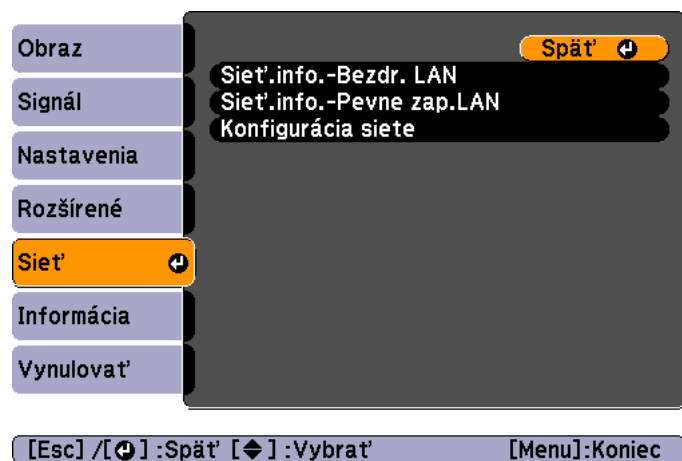 Obraz
Signál
Nastavenia
Rozšírené
Sieť
Informácia
Vynulovať
Späť
Sieť.info.-Bezdr. LAN
Sieť.info.-Pevne zap.LAN
Konfigurácia siete
[Esc] /[⏎] :Späť [◆] :Vybrať [Menu]:Koniec